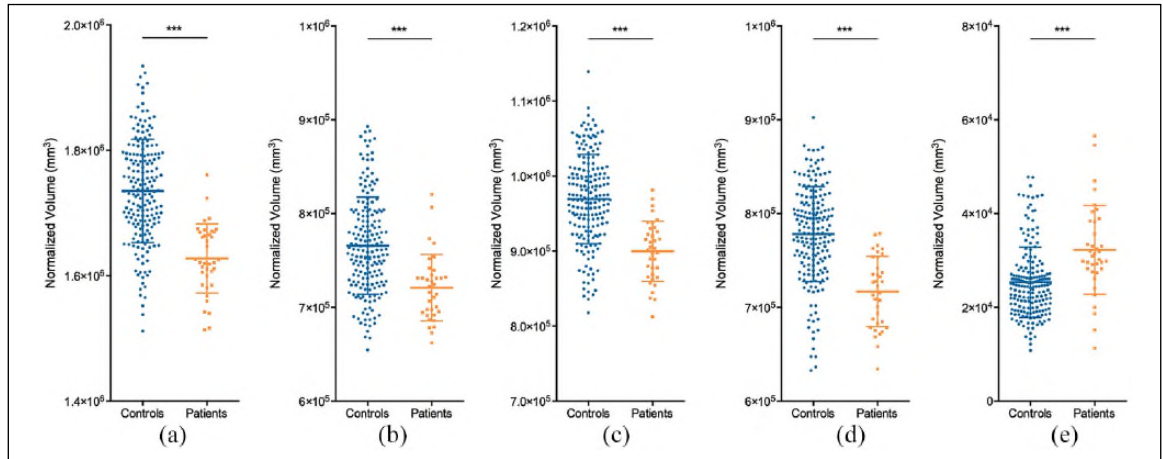 ***
Normalized Volume (mm³)
2.0×10⁶
1.8×10⁶
1.6×10⁶
1.4×10⁶
Controls Patients
(a)
***
Normalized Volume (mm³)
1×10⁶
9×10⁵
8×10⁵
7×10⁵
6×10⁵
Controls Patients
(b)
***
Normalized Volume (mm³)
1.2×10⁶
1.1×10⁶
1.0×10⁶
9.0×10⁵
8.0×10⁵
7.0×10⁵
Controls Patients
(c)
***
Normalized Volume (mm³)
1×10⁶
9×10⁵
8×10⁵
7×10⁵
6×10⁵
Controls Patients
(d)
***
Normalized Volume (mm³)
8×10⁴
6×10⁴
4×10⁴
2×10⁴
0
Controls Patients
(e)